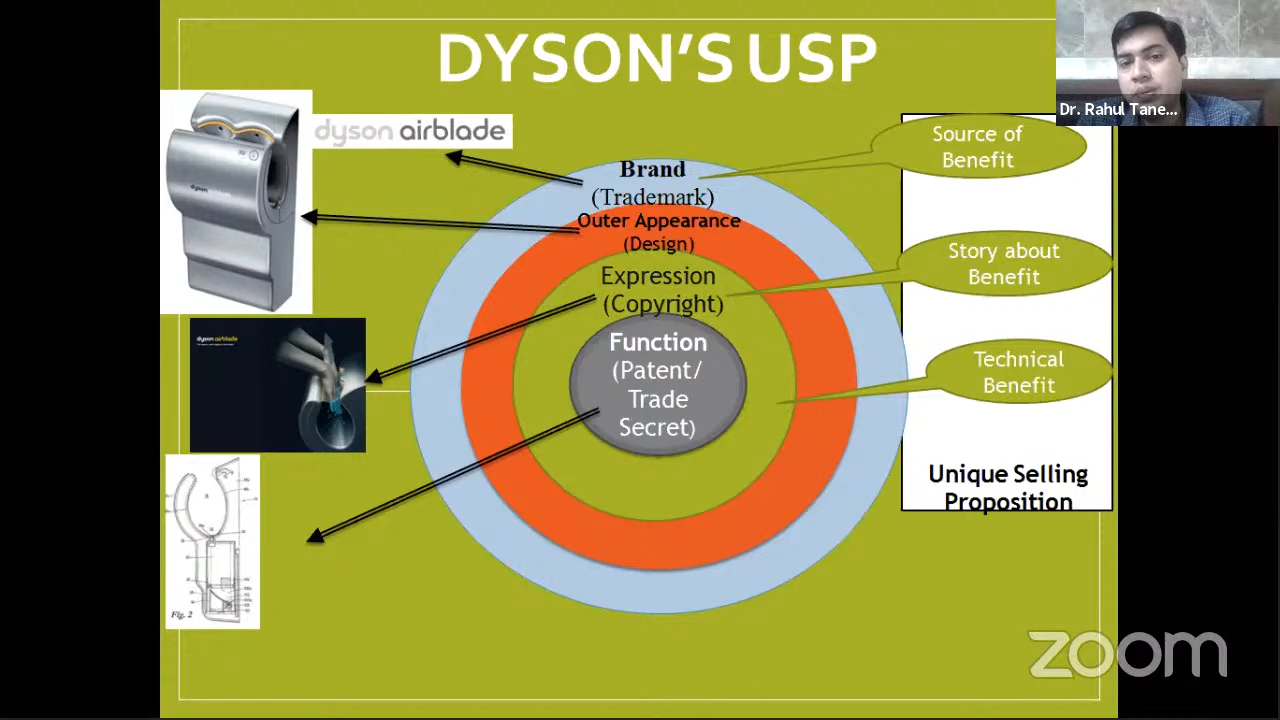 DYSON'S USP
Dr. Rahul Tane...
dyson airblade
Source of
Benefit
Brand
(Trademark)
Outer Appearance
(Design)
Story about
Benefit
Expression
(Copyright)
Function
(Patent/
Trade
Secret)
Technical
Benefit
Unique Selling
Proposition
dyson
dyson airblade
Fig. 2
zoom